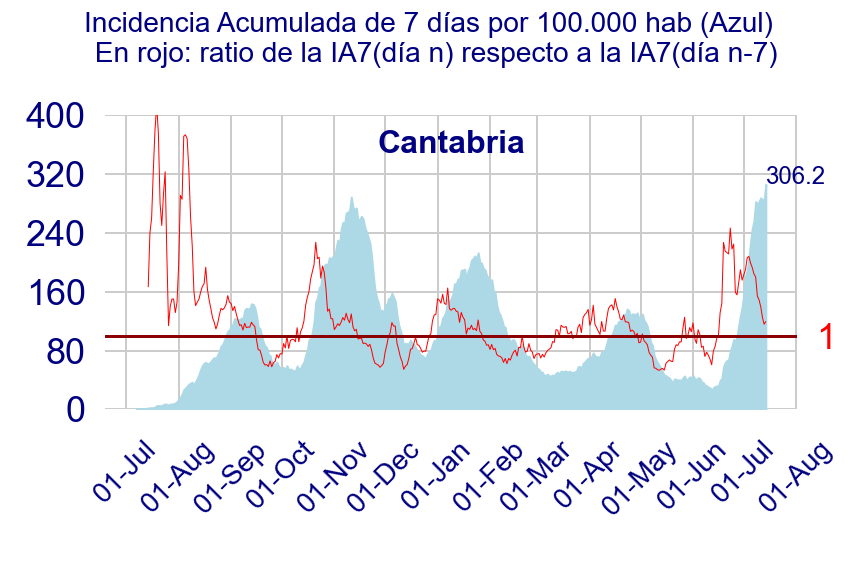 Incidencia Acumulada de 7 días por 100.000 hab (Azul)
En rojo: ratio de la IA7(día n) respecto a la IA7(día n-7)
400
Cantabria
320
306.2
240
160
1
80
0
01-Jul
01-Aug
01-Sep
01-Oct
01-Nov
01-Dec
01-Jan
01-Feb
01-Mar
01-Apr
01-May
01-Jun
01-Jul
01-Aug